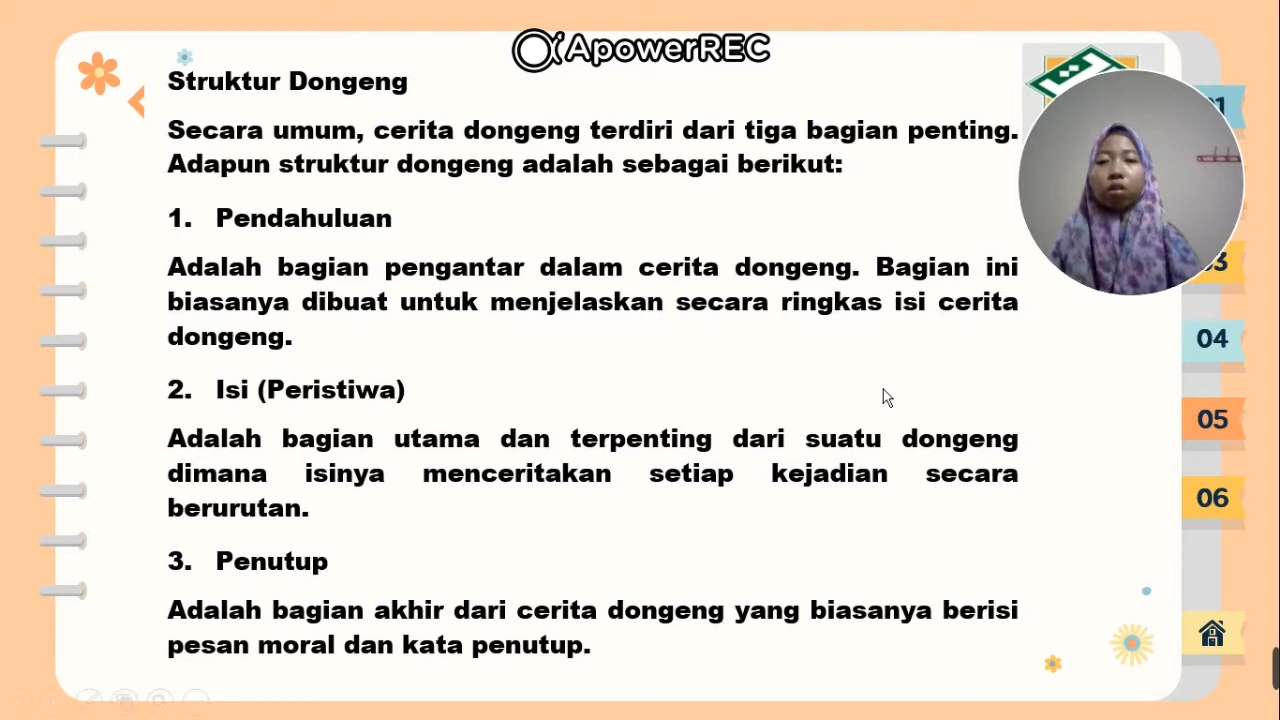 ApowerREC
Struktur Dongeng
Secara umum, cerita dongeng terdiri dari tiga bagian penting.
Adapun struktur dongeng adalah sebagai berikut:
1. Pendahuluan
Adalah bagian pengantar dalam cerita dongeng. Bagian ini
biasanya dibuat untuk menjelaskan secara ringkas isi cerita
dongeng.
2. Isi (Peristiwa)
Adalah bagian utama dan terpenting dari suatu dongeng
dimana isinya menceritakan setiap kejadian secara
berurutan.
3. Penutup
Adalah bagian akhir dari cerita dongeng yang biasanya berisi
pesan moral dan kata penutup.
04
05
06